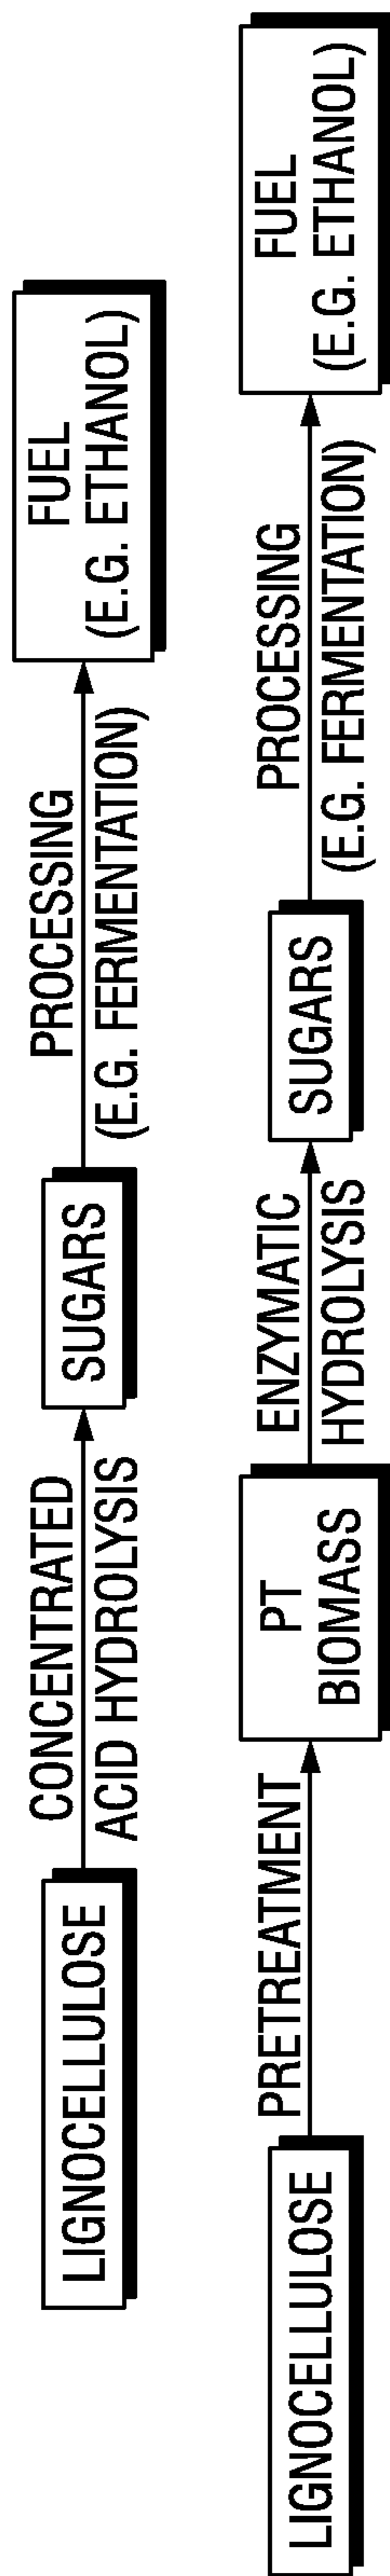 LIGNOCELLULOSE
CONCENTRATED
ACID HYDROLYSIS
SUGARS
PROCESSING
(E.G. FERMENTATION)
FUEL
(E.G. ETHANOL)
LIGNOCELLULOSE
PRETREATMENT
PT
BIOMASS
ENZYMATIC
HYDROLYSIS
SUGARS
PROCESSING
(E.G. FERMENTATION)
FUEL
(E.G. ETHANOL)